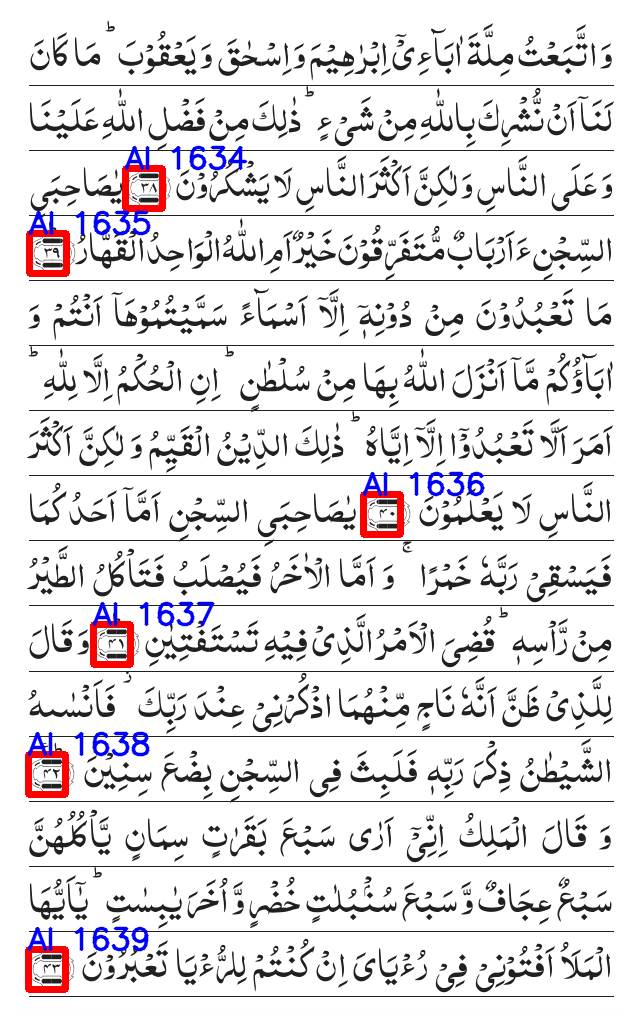 وَاتَّبَعۡتُ مِلَّةَ اٰبَآءِىۡۤ اِبۡرٰهِيۡمَ وَاِسۡحٰقَ وَيَعۡقُوۡبَ‌ؕ مَا كَانَ
لَنَاۤ اَنۡ نُّشۡرِكَ بِاللّٰهِ مِنۡ شَىۡءٍ‌ؕ ذٰلِكَ مِنۡ فَضۡلِ اللّٰهِ عَلَيۡنَا
AI 1634
وَعَلَى النَّاسِ وَلٰكِنَّ اَكۡثَرَ النَّاسِ لَا يَشۡكُرُوۡنَ ٣٨ يٰصَاحِبَىِ
AI 1635
السِّجۡنِ ءَاَرۡبَابٌ مُّتَفَرِّقُوۡنَ خَيۡرٌ اَمِ اللّٰهُ الۡوَاحِدُ الۡقَهَّارُ ٣٩
مَا تَعۡبُدُوۡنَ مِنۡ دُوۡنِهٖۤ اِلَّاۤ اَسۡمَآءً سَمَّيۡتُمُوۡهَاۤ اَنۡتُمۡ وَ
اٰبَآؤُكُمۡ مَّاۤ اَنۡزَلَ اللّٰهُ بِهَا مِنۡ سُلۡطٰنٍ‌ؕ اِنِ الۡحُكۡمُ اِلَّا لِلّٰهِ‌ؕ
اَمَرَ اَلَّا تَعۡبُدُوۡۤا اِلَّاۤ اِيَّاهُ‌ؕ ذٰلِكَ الدِّيۡنُ الۡقَيِّمُ وَلٰكِنَّ اَكۡثَرَ
AI 1636
النَّاسِ لَا يَعۡلَمُوۡنَ ٤٠ يٰصَاحِبَىِ السِّجۡنِ اَمَّاۤ اَحَدُكُمَا
فَيَسۡقِىۡ رَبَّهٗ خَمۡرًا‌ۚ وَاَمَّا الۡاٰخَرُ فَيُصۡلَبُ فَتَاۡكُلُ الطَّيۡرُ
AI 1637
مِنۡ رَّاۡسِهٖ‌ؕ قُضِىَ الۡاَمۡرُ الَّذِىۡ فِيۡهِ تَسۡتَفۡتِيٰنِ ٤١ وَقَالَ
لِلَّذِىۡ ظَنَّ اَنَّهٗ نَاجٍ مِّنۡهُمَا اذۡكُرۡنِىۡ عِنۡدَ رَبِّكَ فَاَنۡسٰٮهُ
AI 1638
الشَّيۡطٰنُ ذِكۡرَ رَبِّهٖ فَلَبِثَ فِى السِّجۡنِ بِضۡعَ سِنِيۡنَ ٤٢
وَقَالَ الۡمَلِكُ اِنِّىۡۤ اَرٰى سَبۡعَ بَقَرٰتٍ سِمَانٍ يَّاۡكُلُهُنَّ
سَبۡعٌ عِجَافٌ وَّسَبۡعَ سُنۡۢبُلٰتٍ خُضۡرٍ وَّاُخَرَ يٰبِسٰتٍ‌ؕ يٰۤاَيُّهَا
AI 1639
الۡمَلَاُ اَفۡتُوۡنِىۡ فِىۡ رُءۡيَاىَ اِنۡ كُنۡتُمۡ لِلرُّءۡيَا تَعۡبُرُوۡنَ ٤٣